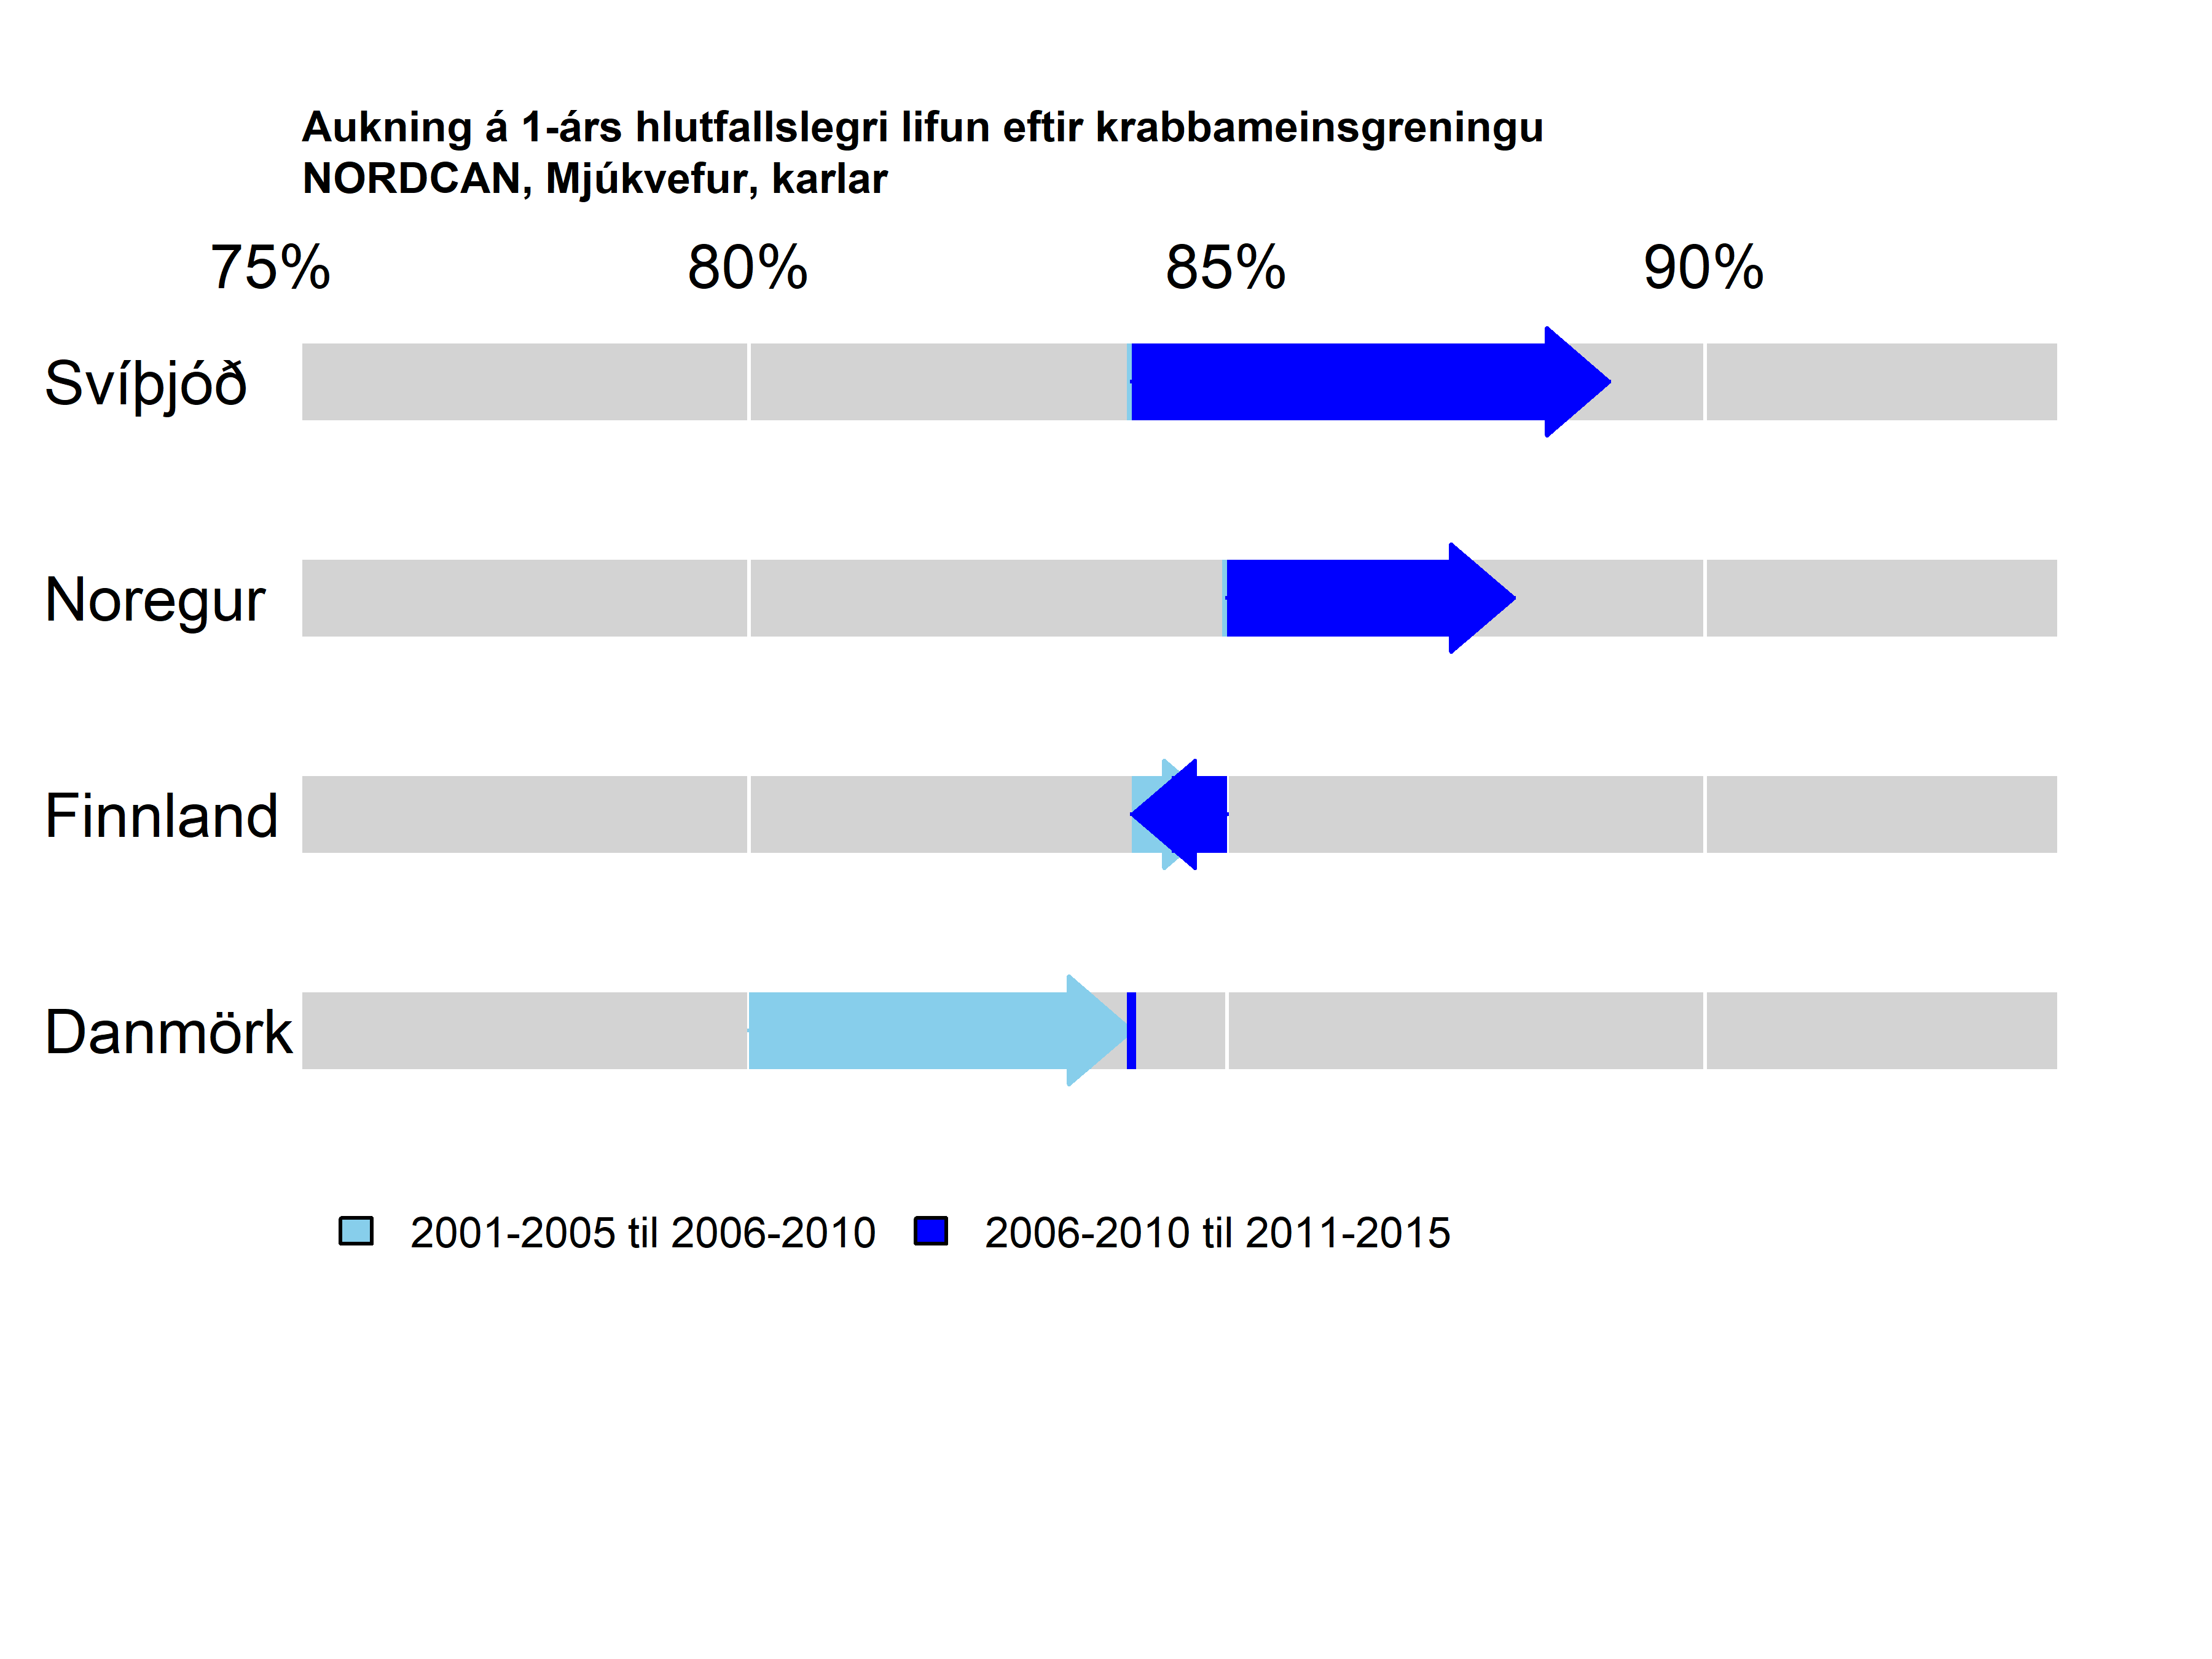 Aukning á 1-árs hlutfallslegri lifun eftir krabbameinsgreningu
NORDCAN, Mjúkvefur, karlar
75% 80% 85% 90%
Svíþjóð
Noregur
Finnland
Danmörk
2001-2005 til 2006-2010 2006-2010 til 2011-2015